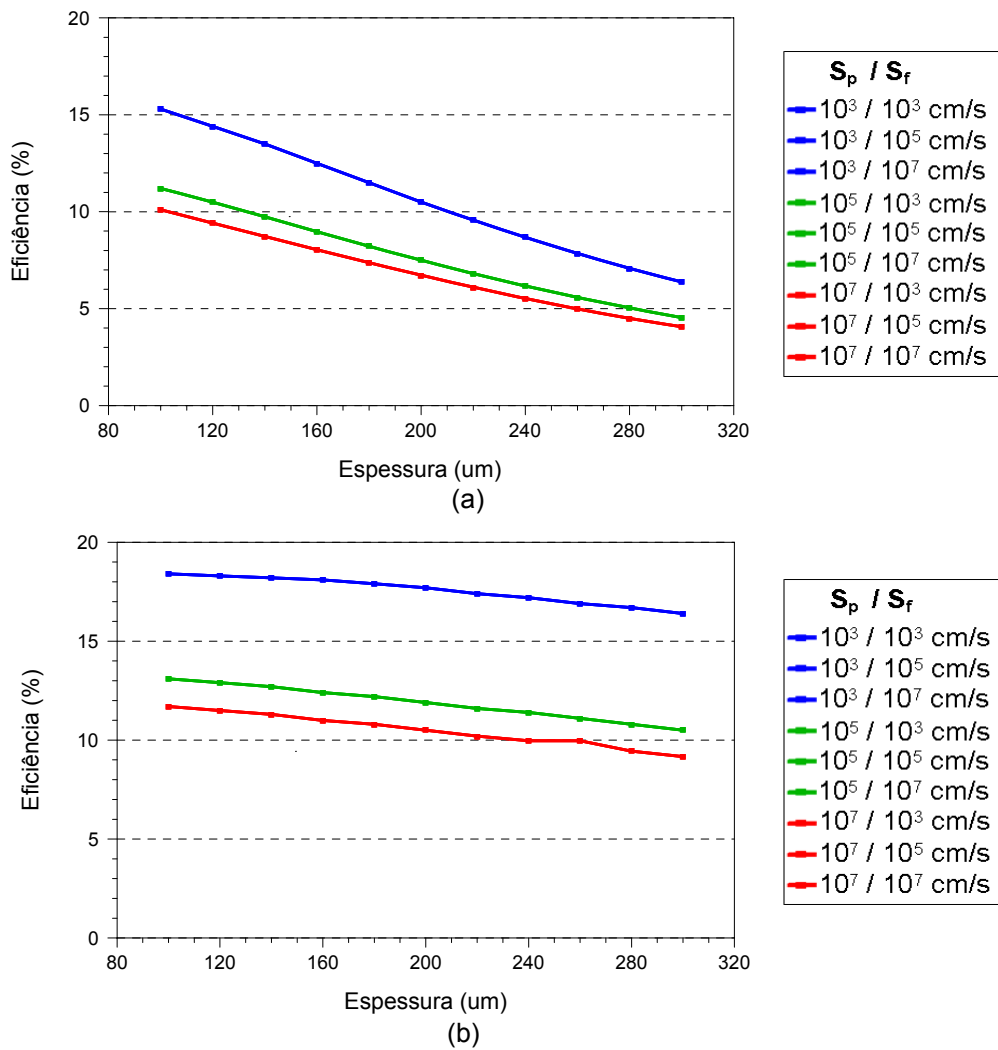 20
15
10
5
0
Eficiência (%)
80 120 160 200 240 280 320
Espessura (um)
(a)
S_p / S_f
10³ / 10³ cm/s
10³ / 10⁵ cm/s
10³ / 10⁷ cm/s
10⁵ / 10³ cm/s
10⁵ / 10⁵ cm/s
10⁵ / 10⁷ cm/s
10⁷ / 10³ cm/s
10⁷ / 10⁵ cm/s
10⁷ / 10⁷ cm/s
20
15
10
5
0
Eficiência (%)
80 120 160 200 240 280 320
Espessura (um)
(b)
S_p / S_f
10³ / 10³ cm/s
10³ / 10⁵ cm/s
10³ / 10⁷ cm/s
10⁵ / 10³ cm/s
10⁵ / 10⁵ cm/s
10⁵ / 10⁷ cm/s
10⁷ / 10³ cm/s
10⁷ / 10⁵ cm/s
10⁷ / 10⁷ cm/s